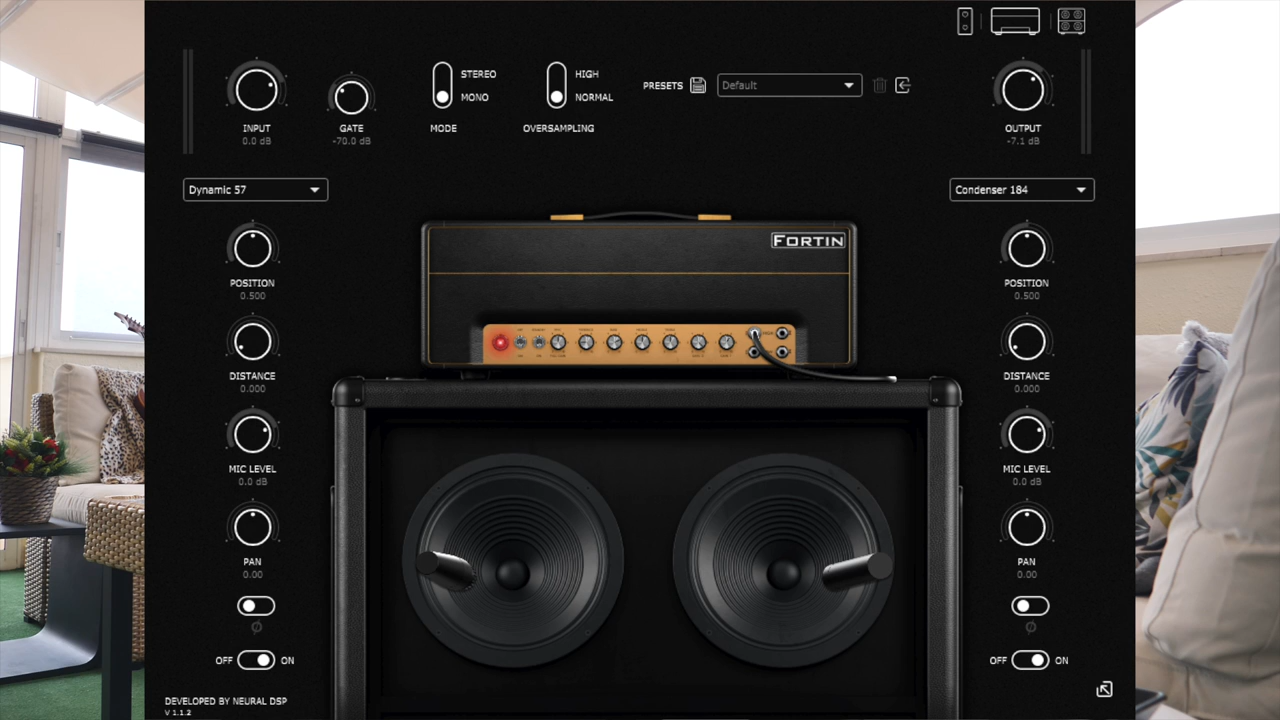 STEREO
MONO
MODE
HIGH
NORMAL
OVERSAMPLING
PRESETS
Default
INPUT
0.0 dB
GATE
-70.0 dB
OUTPUT
-7.1 dB
Dynamic 57
Condenser 184
FORTIN
POSITION
0.500
DISTANCE
0.000
MIC LEVEL
0.0 dB
PAN
0.00
Ø
OFF ON
POSITION
0.500
DISTANCE
0.000
MIC LEVEL
0.0 dB
PAN
0.00
Ø
OFF ON
DEVELOPED BY NEURAL DSP
V 1.1.2